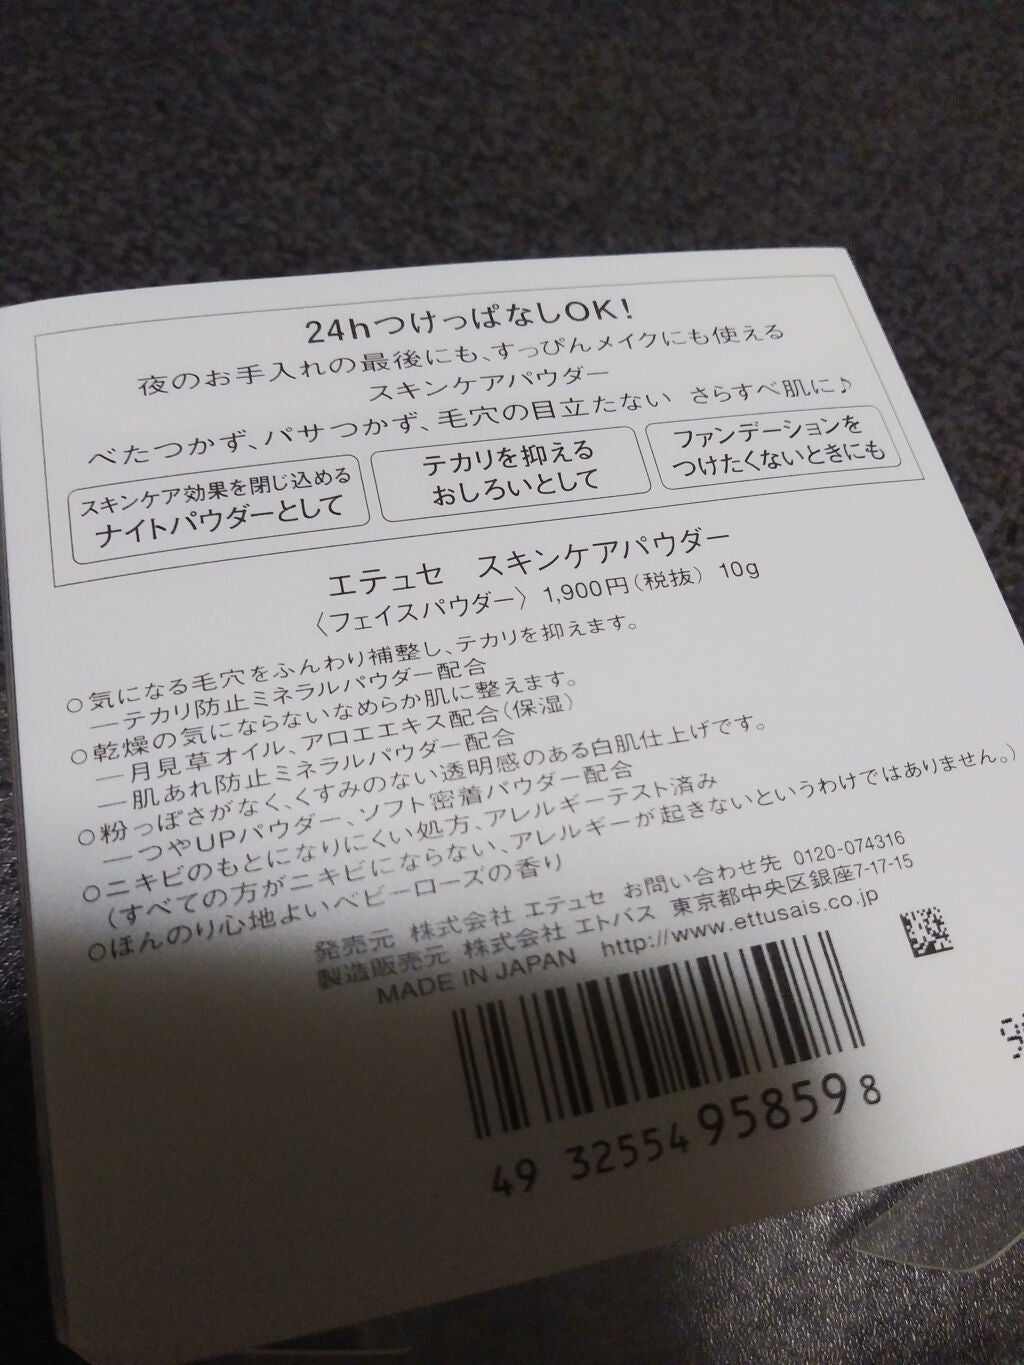 24hつけっぱなしOK!
夜のお手入れの最後にも、すっぴんメイクにも使える
スキンケアパウダー
べたつかず、パサつかず、毛穴の目立たない さらすべ肌に♪
スキンケア効果を閉じ込める
ナイトパウダーとして
テカリを抑える
おしろいとして
ファンデーションを
つけたくないときにも
エテュセ スキンケアパウダー
〈フェイスパウダー〉 1,900円(税抜) 10g
○気になる毛穴をふんわり補整し、テカリを抑えます。
―テカリ防止ミネラルパウダー配合
○乾燥の気にならないなめらか肌に整えます。
―月見草オイル、アロエエキス配合(保湿)
―肌あれ防止ミネラルパウダー配合
○粉っぽさがなく、くすみのない透明感のある白肌仕上げです。
―つやUPパウダー、ソフト密着パウダー配合
○ニキビのもとになりにくい処方、アレルギーテスト済み
(すべての方がニキビにならない、アレルギーが起きないというわけではありません。)
○ほんのり心地よいベビーローズの香り
発売元 株式会社 エテュセ お問い合わせ先 0120-074316
製造販売元 株式会社 エトバス 東京都中央区銀座7-17-15
MADE IN JAPAN http://www.ettusais.co.jp
49 32554 95859 8